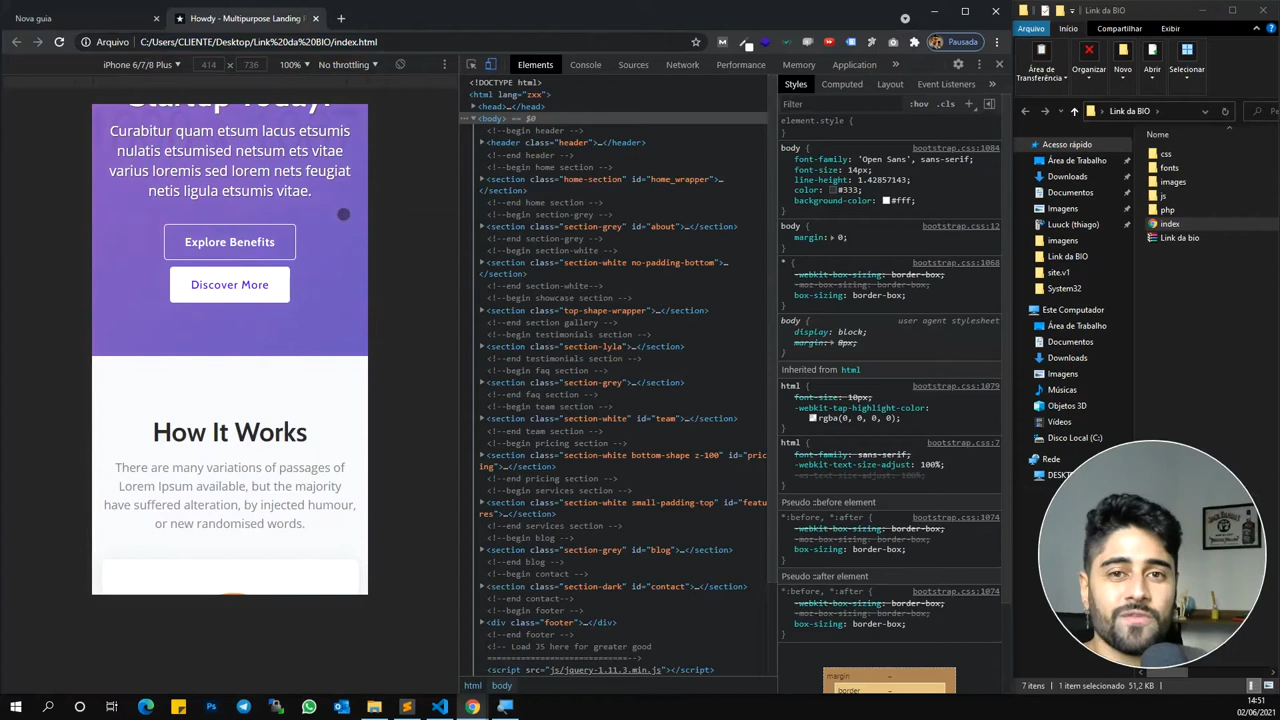 Nova guia
Howdy - Multipurpose Landing
Link da BIO
Arquivo
Início
Compartilhar
Exibir
Arquivo
C:/Users/CLIENTE/Desktop/Link%20da%20BIO/index.html
Pausada
Área de
Transferência
Organizar
Novo
Abrir
Selecionar
iPhone 6/7/8 Plus
414
736
100%
No throttling
Elements
Console
Sources
Network
Performance
Memory
Application
Link da BIO
Startup Today!
Curabitur quam etsum lacus etsumis
nulatis etsumised netsum ets vitae
varius loremis sed lorem nets feugiat
netis ligula etsumis vitae.
Explore Benefits
Discover More
How It Works
There are many variations of passages of
Lorem Ipsum available, but the majority
have suffered alteration, by injected humour,
or new randomised words.
<!DOCTYPE html>
<html lang="zxx">
<head>…</head>
<body> == $0
<!--begin header -->
<header class="header">…</header>
<!--end header -->
<!--begin home section -->
<section class="home-section" id="home_wrapper">…
</section>
<!--end home section -->
<!--begin section-grey -->
<section class="section-grey" id="about">…</section>
<!--end section-grey -->
<!--begin section-white -->
<section class="section-white no-padding-bottom">…
</section>
<!--end section-white-->
<!--begin showcase section -->
<section class="top-shape-wrapper">…</section>
<!--end section gallery -->
<!--begin testimonials section -->
<section class="section-lyla">…</section>
<!--end testimonials section -->
<!--begin faq section -->
<section class="section-grey">…</section>
<!--end faq section -->
<!--begin team section -->
<section class="section-white" id="team">…</section>
<!--end team section -->
<!--begin pricing section -->
<section class="section-white bottom-shape z-100" id="pric
ing">…</section>
<!--end pricing section -->
<!--begin services section -->
<section class="section-white small-padding-top" id="featu
res">…</section>
<!--end services section -->
<!--begin blog -->
<section class="section-grey" id="blog">…</section>
<!--end blog -->
<!--begin contact -->
<section class="section-dark" id="contact">…</section>
<!--end contact-->
<!--begin footer -->
<div class="footer">…</div>
<!--end footer -->
<!-- Load JS here for greater good
=============================-->
<script src="js/jquery-1.11.3.min.js"></script>
html
body
Styles
Computed
Layout
Event Listeners
Filter
:hov
.cls
element.style {
}
body {
bootstrap.css:1084
font-family: 'Open Sans', sans-serif;
font-size: 14px;
line-height: 1.42857143;
color: #333;
background-color: #fff;
}
body {
bootstrap.css:12
margin: 0;
}
* {
bootstrap.css:1068
-webkit-box-sizing: border-box;
-moz-box-sizing: border-box;
box-sizing: border-box;
}
body {
user agent stylesheet
display: block;
margin: 8px;
}
Inherited from html
html {
bootstrap.css:1079
font-size: 10px;
-webkit-tap-highlight-color:
rgba(0, 0, 0, 0);
}
html {
bootstrap.css:7
font-family: sans-serif;
-webkit-text-size-adjust: 100%;
-ms-text-size-adjust: 100%;
}
Pseudo ::before element
*:before, *:after {
bootstrap.css:1074
-webkit-box-sizing: border-box;
-moz-box-sizing: border-box;
box-sizing: border-box;
}
Pseudo ::after element
*:before, *:after {
bootstrap.css:1074
-webkit-box-sizing: border-box;
-moz-box-sizing: border-box;
box-sizing: border-box;
}
margin
border
Acesso rápido
Área de Trabalho
Downloads
Documentos
Imagens
Luuck (thiago)
imagens
Link da BIO
site.v1
System32
Este Computador
Área de Trabalho
Documentos
Downloads
Imagens
Músicas
Objetos 3D
Vídeos
Disco Local (C:)
Rede
Nome
css
fonts
images
js
php
index
Link da bio
7 itens
1 item selecionado 51,2 KB
14:51
02/06/2021